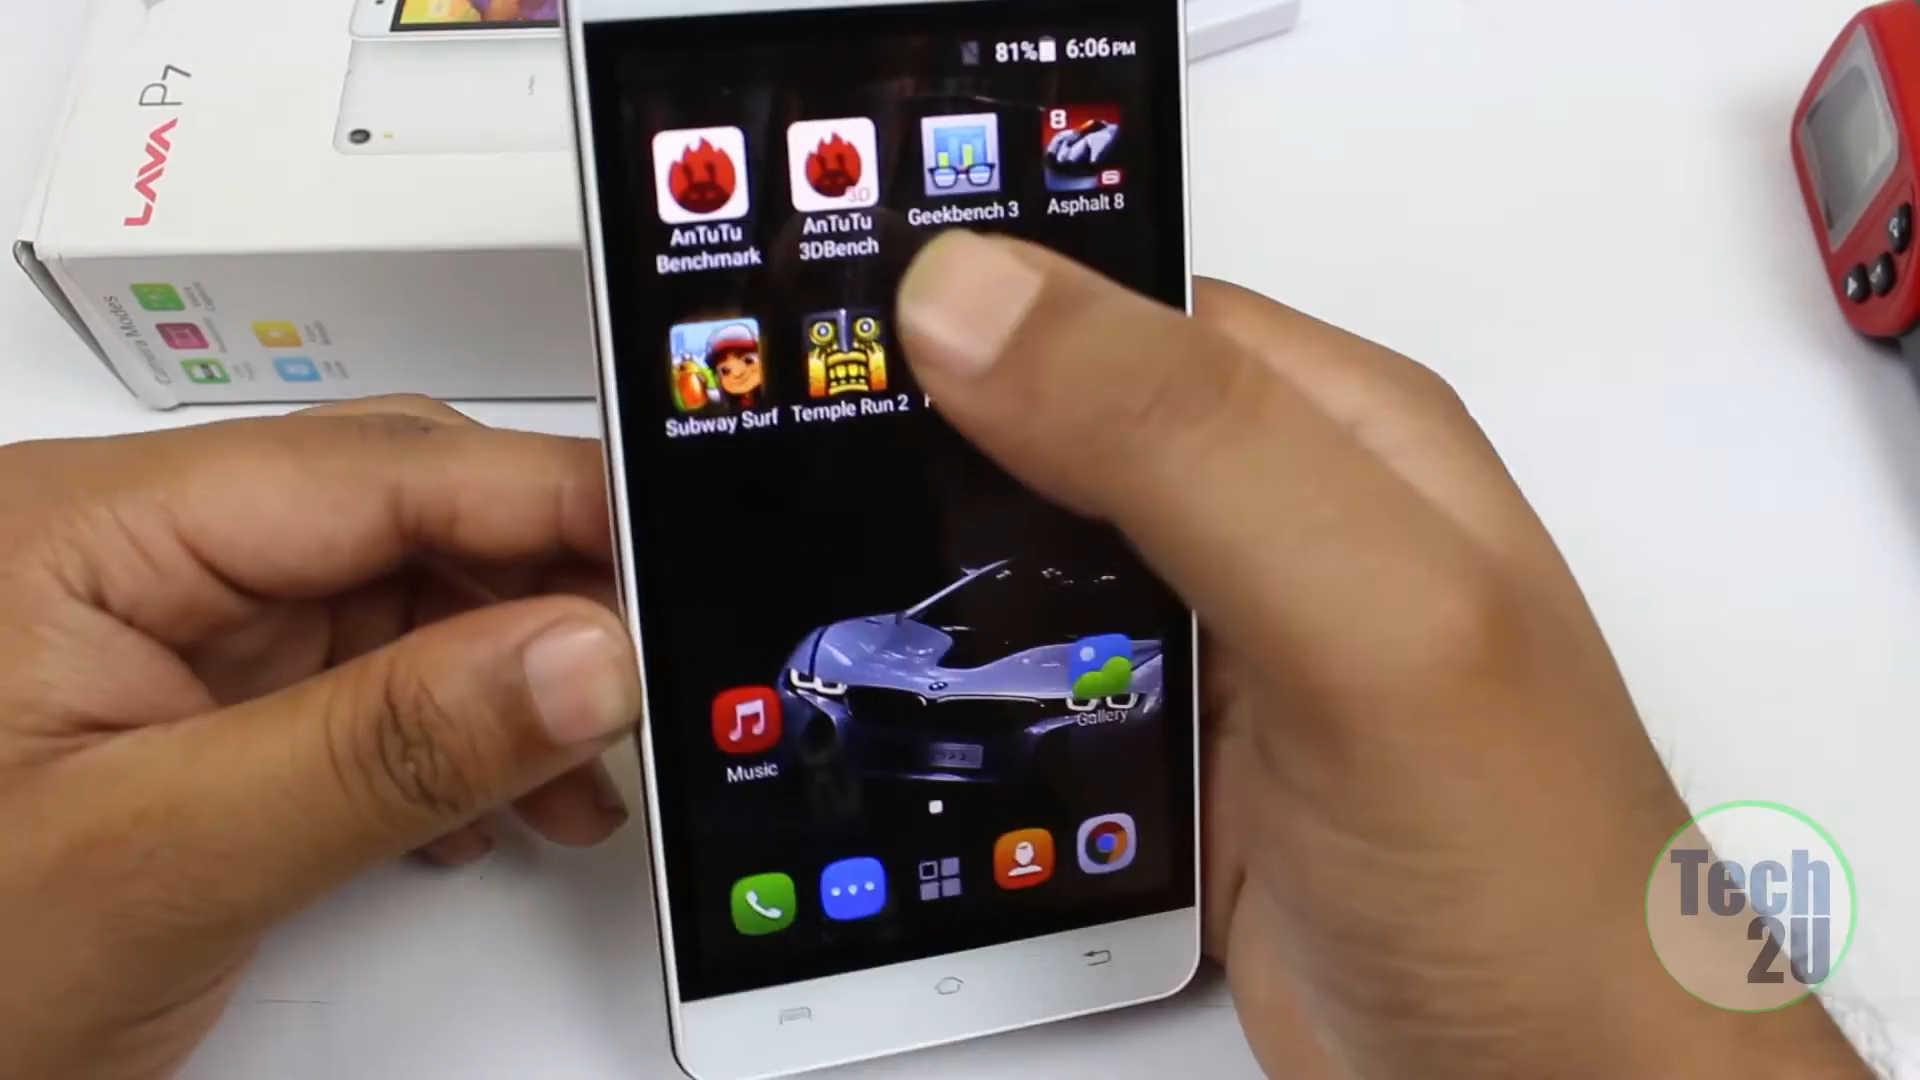 LAVA P7
Camera Modes
81% 6:06 PM
AnTuTu
Benchmark
AnTuTu
3DBench
Geekbench 3
Asphalt 8
Subway Surf
Temple Run 2
Music
Gallery
Tech
2U